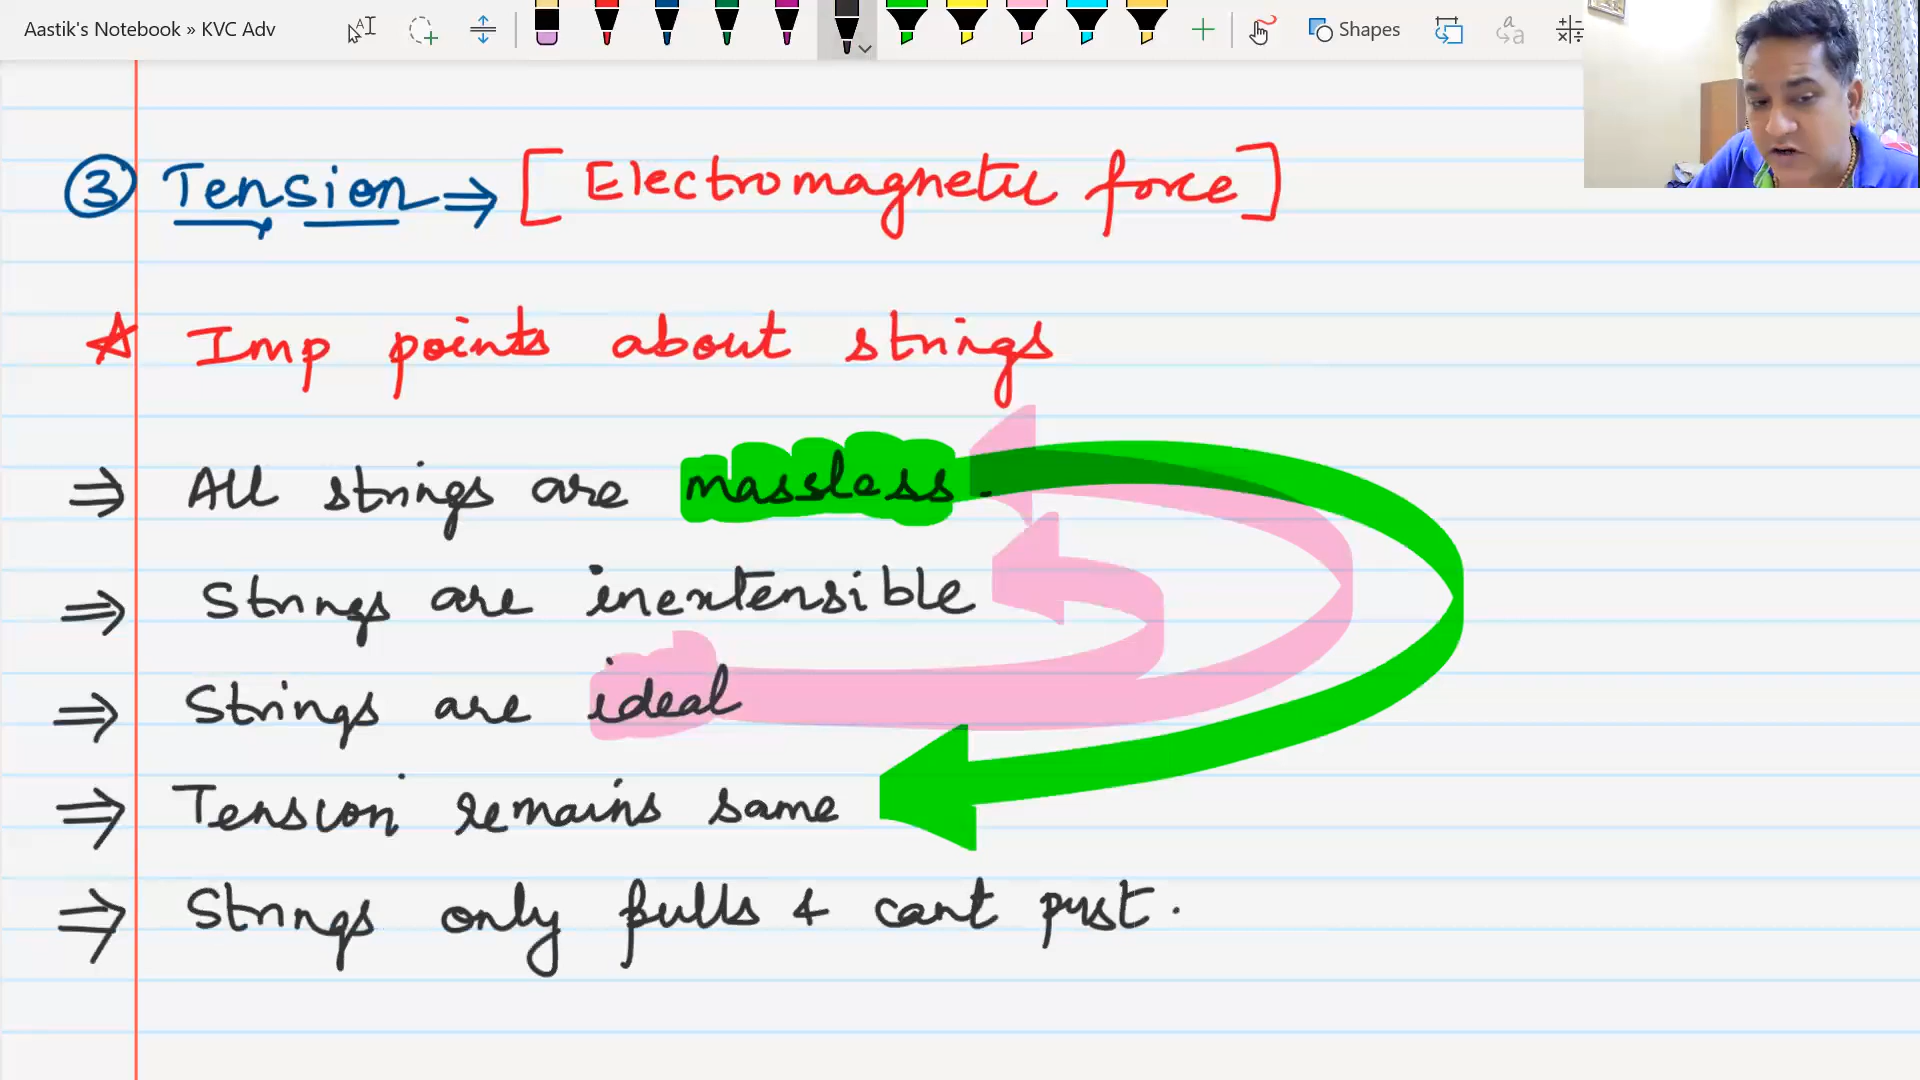 Aastik's Notebook » KVC Adv
Shapes
③ Tension ⇒ [Electromagnetic force]
☆ Imp points about strings
⇒ All strings are massless.
⇒ Strings are inextensible
⇒ Strings are ideal
⇒ Tension remains same
⇒ Strings only pulls & cant pust.